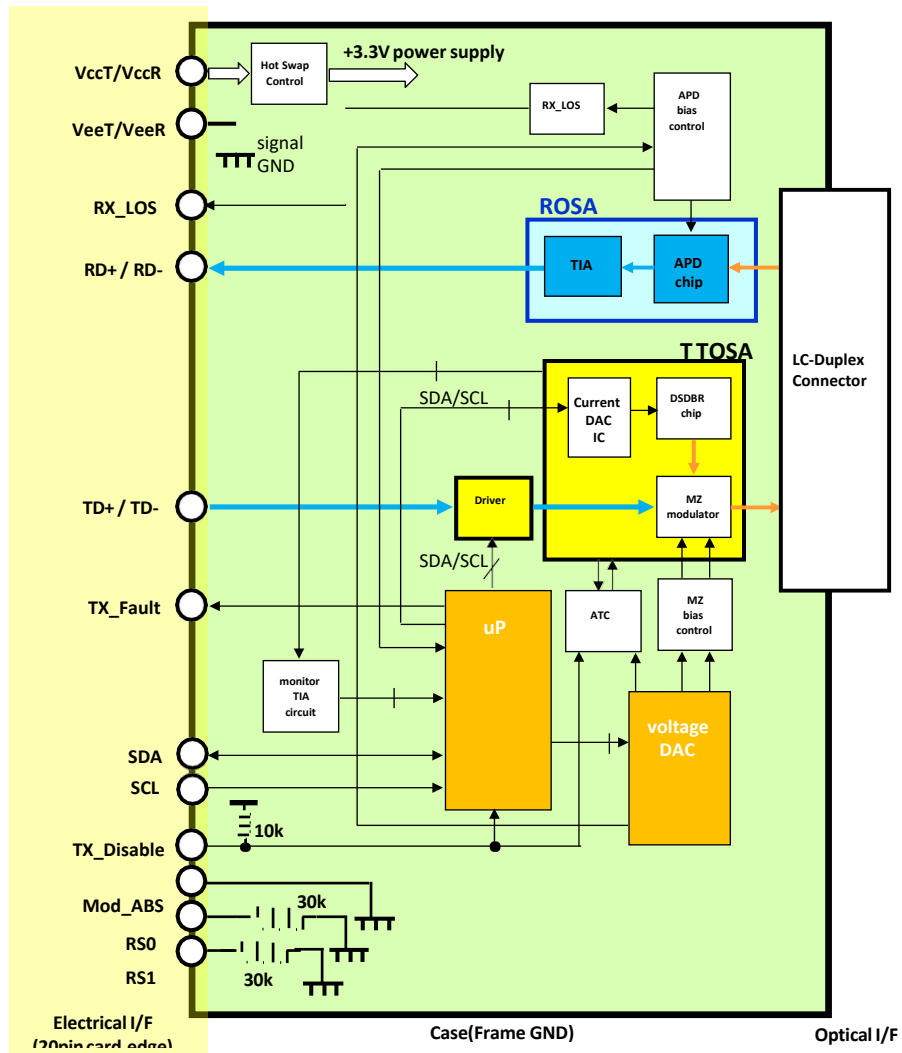 VccT/VccR
Hot Swap
Control
+3.3V power supply
VeeT/VeeR
signal
GND
RX_LOS
APD
bias
control
RX_LOS
ROSA
RD+ / RD-
TIA
APD
chip
LC-Duplex
Connector
T TOSA
SDA/SCL
Current
DAC
IC
DSDBR
chip
TD+ / TD-
Driver
MZ
modulator
SDA/SCL
TX_Fault
uP
ATC
MZ
bias
control
monitor
TIA
circuit
voltage
DAC
SDA
SCL
10k
TX_Disable
Mod_ABS
30k
RS0
30k
RS1
Electrical I/F
(20pin card edge)
Case(Frame GND)
Optical I/F